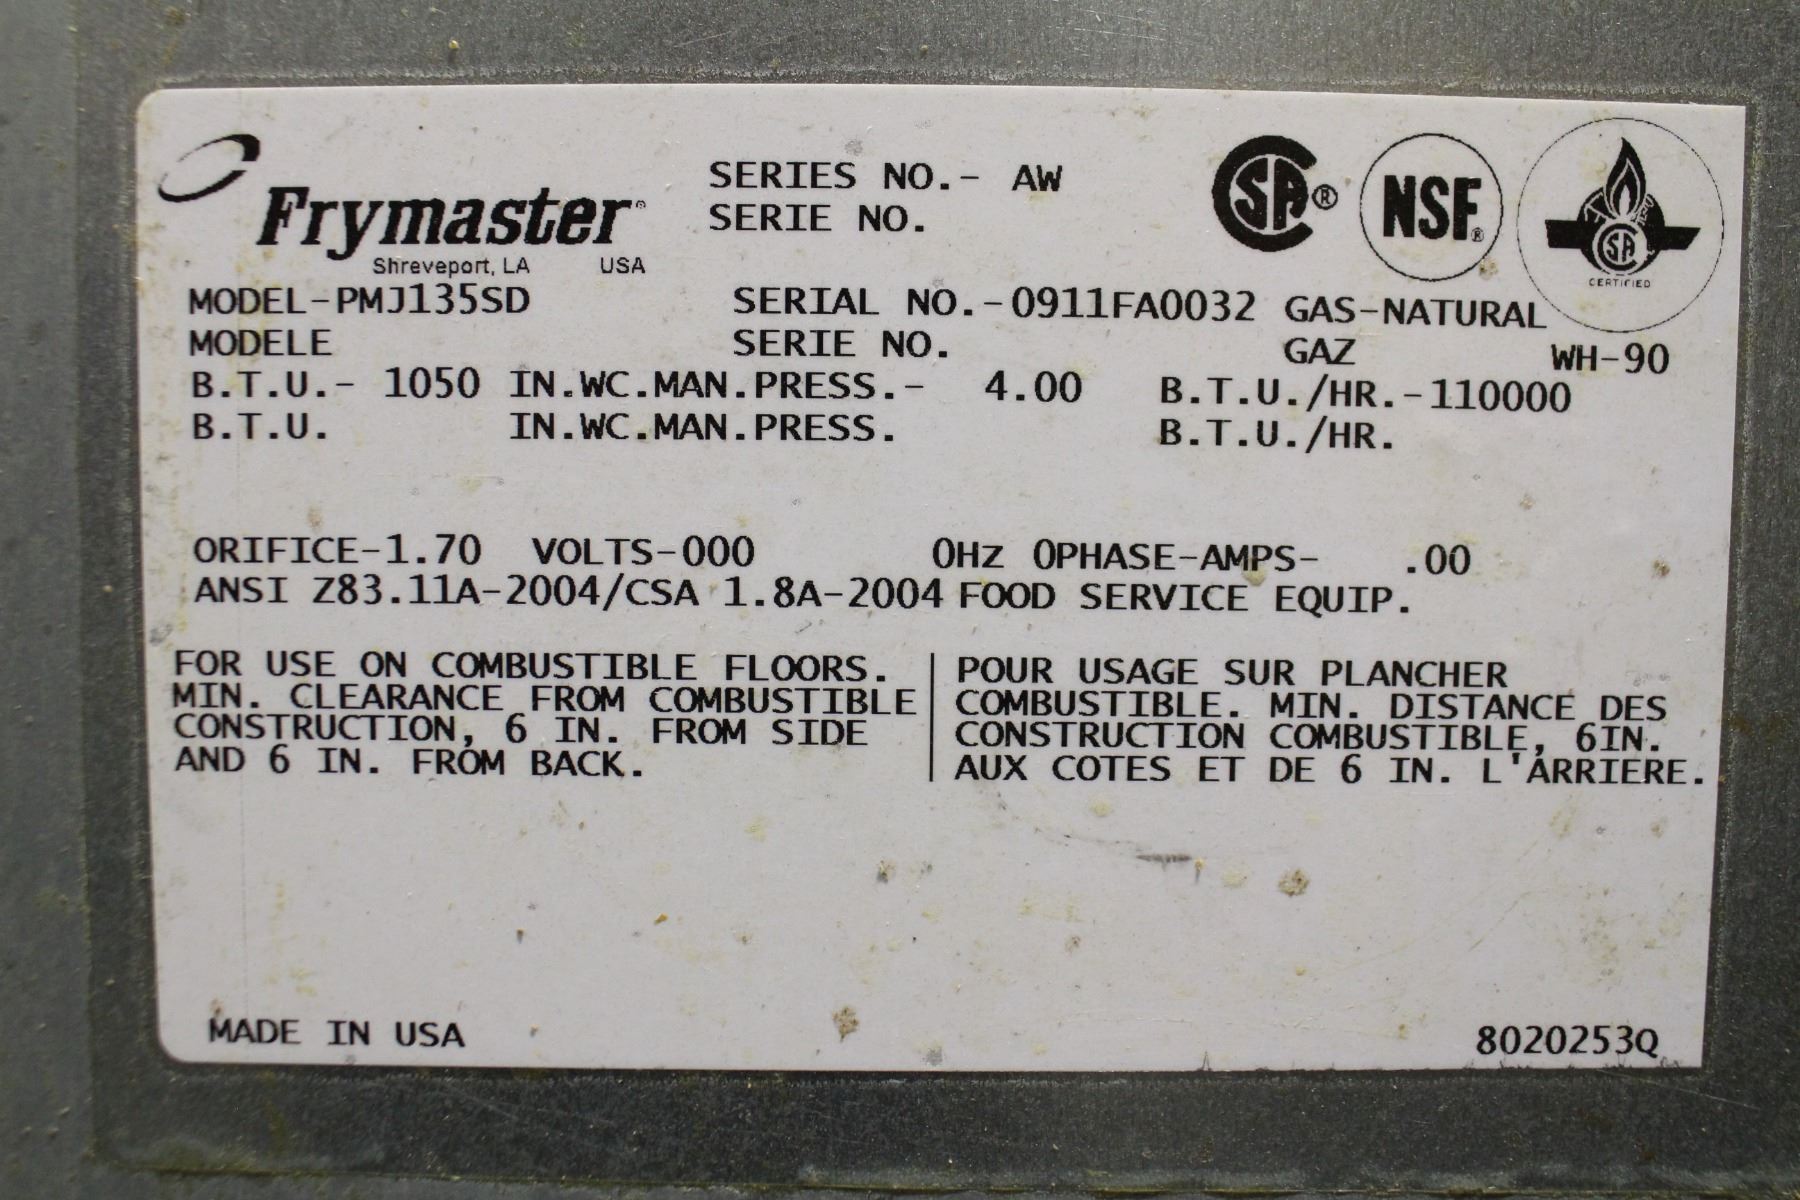 Frymaster®
Shreveport, LA USA
SERIES NO.- AW
SERIE NO.
CSA® NSF® CSA CERTIFIED
MODEL-PMJ135SD SERIAL NO.-0911FA0032 GAS-NATURAL
MODELE SERIE NO. GAZ WH-90
B.T.U.- 1050 IN.WC.MAN.PRESS.- 4.00 B.T.U./HR.-110000
B.T.U. IN.WC.MAN.PRESS. B.T.U./HR.
ORIFICE-1.70 VOLTS-000 0Hz 0PHASE-AMPS- .00
ANSI Z83.11A-2004/CSA 1.8A-2004 FOOD SERVICE EQUIP.
FOR USE ON COMBUSTIBLE FLOORS.
MIN. CLEARANCE FROM COMBUSTIBLE
CONSTRUCTION, 6 IN. FROM SIDE
AND 6 IN. FROM BACK.
POUR USAGE SUR PLANCHER
COMBUSTIBLE. MIN. DISTANCE DES
CONSTRUCTION COMBUSTIBLE, 6IN.
AUX COTES ET DE 6 IN. L'ARRIERE.
MADE IN USA 8020253Q